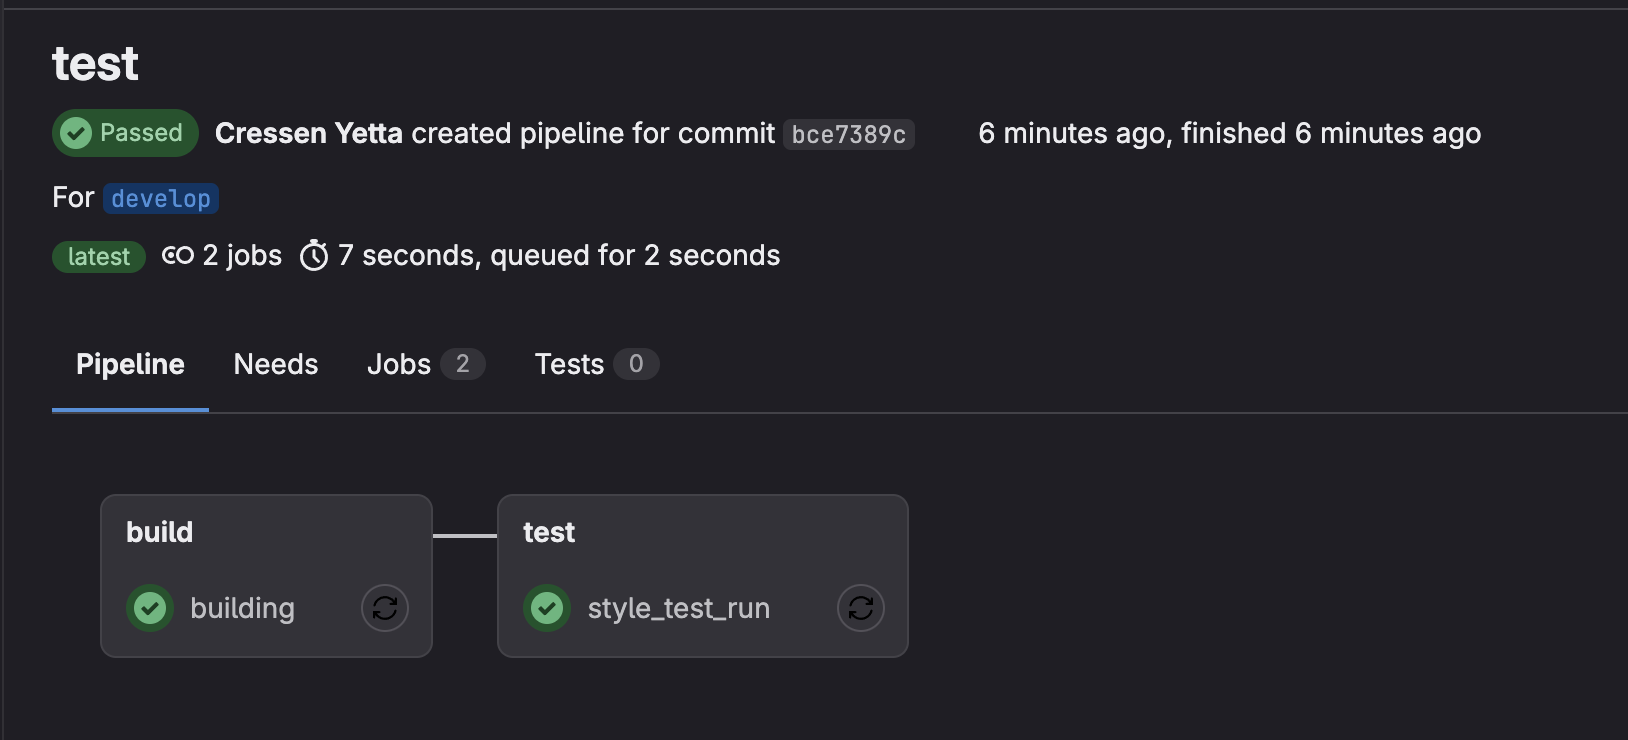 test
Passed Cressen Yetta created pipeline for commit bce7389c 6 minutes ago, finished 6 minutes ago
For develop
latest 2 jobs 7 seconds, queued for 2 seconds
Pipeline Needs Jobs 2 Tests 0
build test
building style_test_run